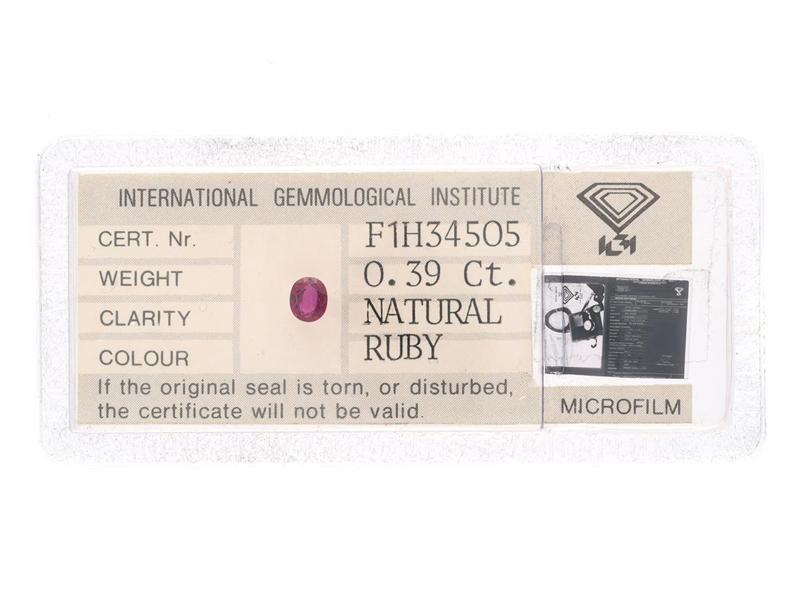 INTERNATIONAL GEMMOLOGICAL INSTITUTE
CERT. Nr. F1H34505
WEIGHT 0.39 Ct.
CLARITY NATURAL
COLOUR RUBY
If the original seal is torn, or disturbed,
the certificate will not be valid.
IGI
MICROFILM